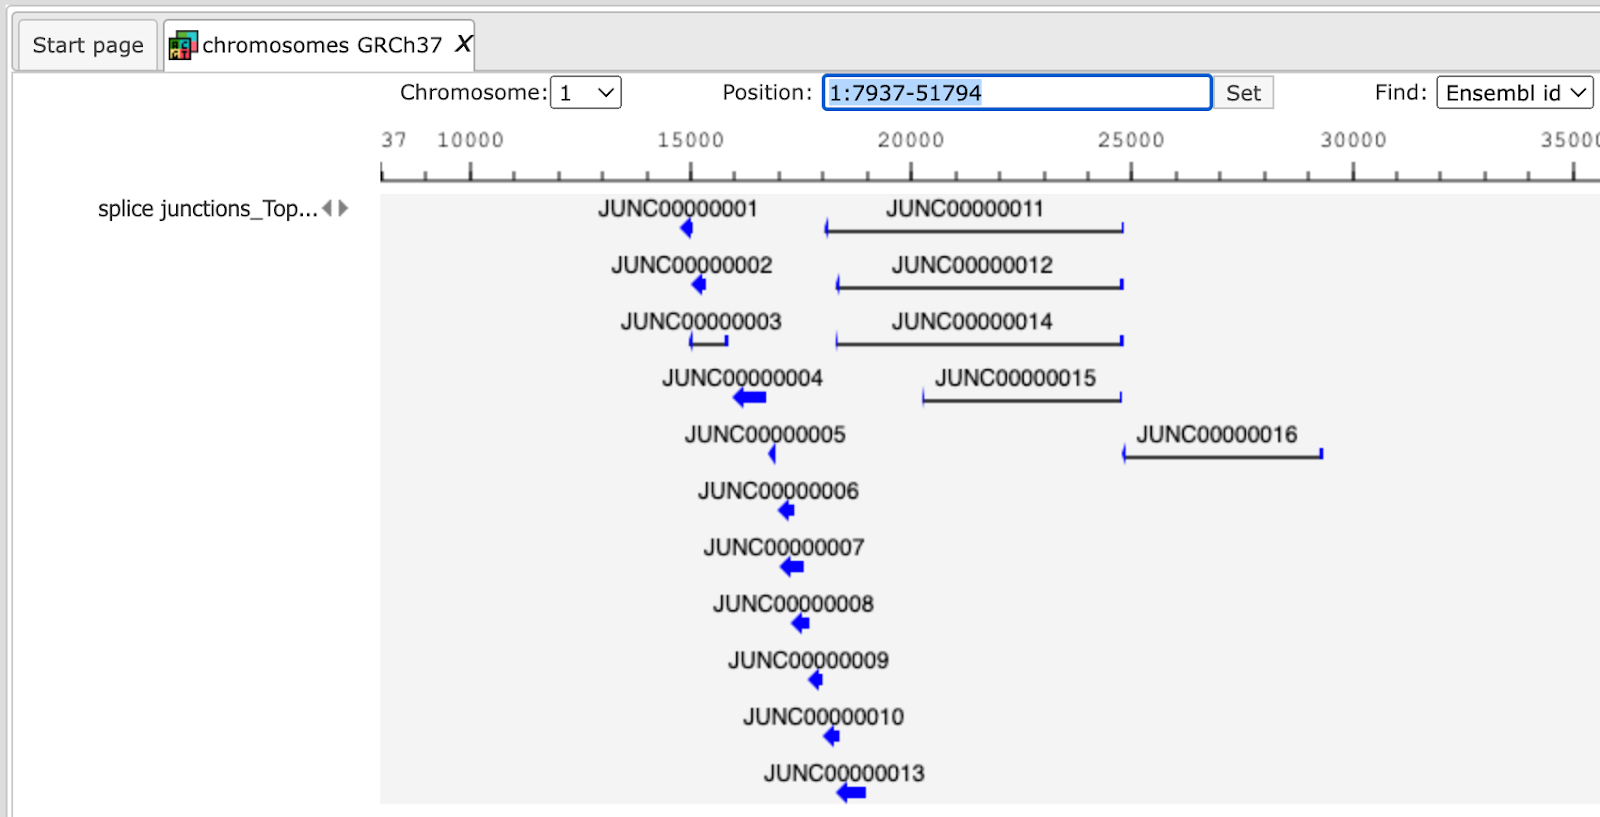 Start page
chromosomes GRCh37 X
Chromosome: 1 Position: 1:7937-51794 Set Find: Ensembl id
37 10000 15000 20000 25000 30000 35000
splice junctions_Top... JUNC00000001 JUNC00000011
JUNC00000002 JUNC00000012
JUNC00000003 JUNC00000014
JUNC00000004 JUNC00000015
JUNC00000005 JUNC00000016
JUNC00000006
JUNC00000007
JUNC00000008
JUNC00000009
JUNC00000010
JUNC00000013